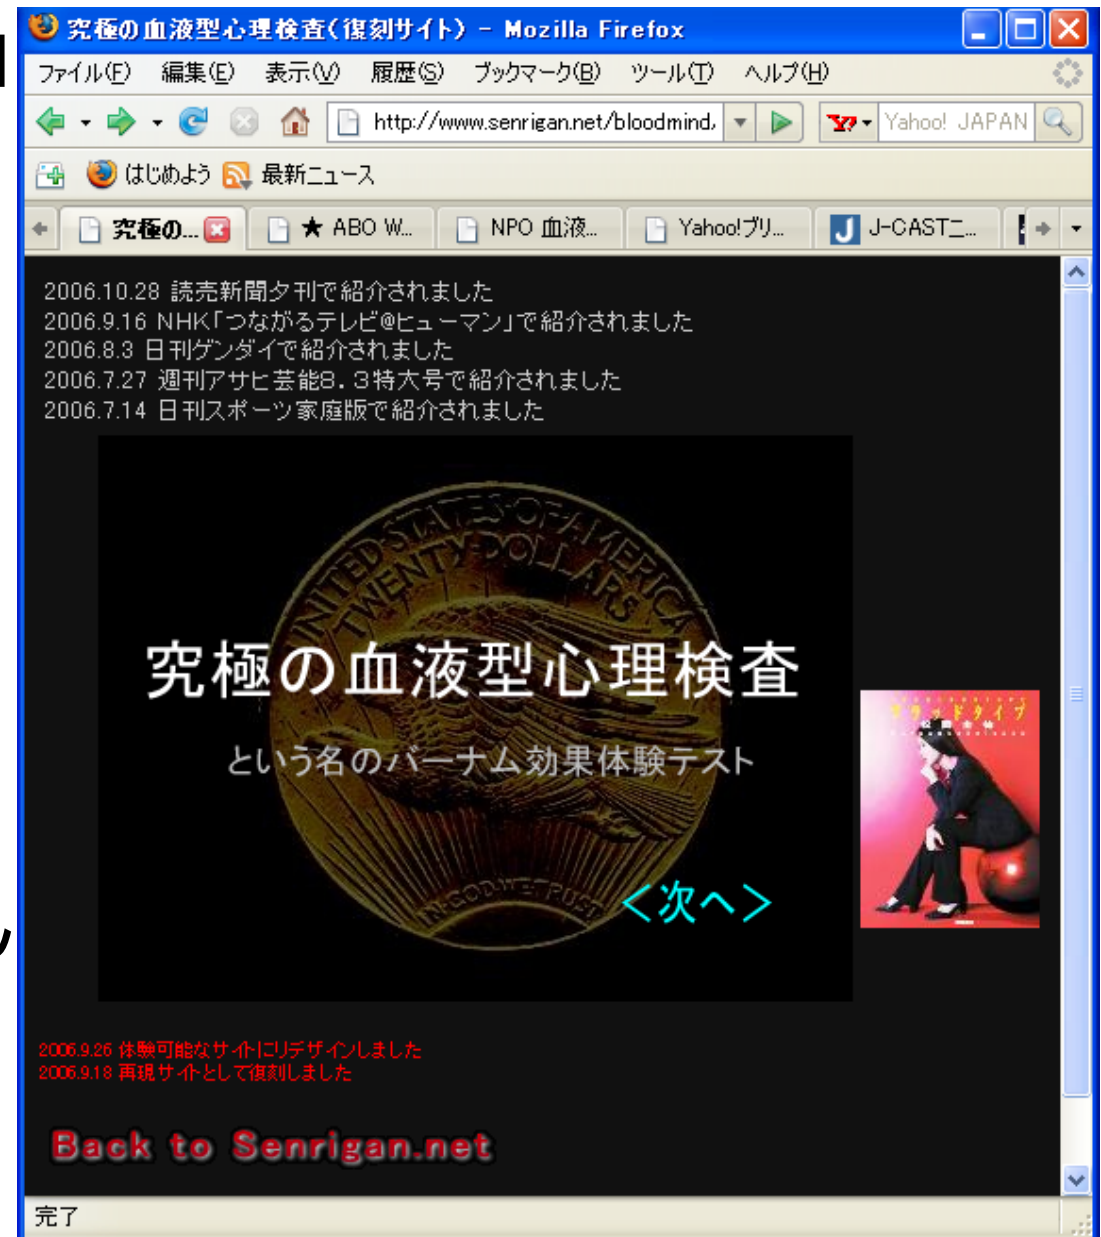 究極の血液型心理検査(復刻サイト) - Mozilla Firefox
ファイル(F) 編集(E) 表示(V) 履歴(S) ブックマーク(B) ツール(T) ヘルプ(H)
http://www.senrigan.net/bloodmind/ Yahoo! JAPAN
はじめよう 最新ニュース
究極の... ★ ABO W... NPO 血液... Yahoo!ブリ... J-CASTニ...
2006.10.28 読売新聞夕刊で紹介されました
2006.9.16 NHK「つながるテレビ@ヒューマン」で紹介されました
2006.8.3 日刊ゲンダイで紹介されました
2006.7.27 週刊アサヒ芸能8.3特大号で紹介されました
2006.7.14 日刊スポーツ家庭版で紹介されました
UNITED STATES OF AMERICA
TWENTY DOLLARS
究極の血液型心理検査
という名のバーナム効果体験テスト
IN GOD WE TRUST
<次へ>
ブラッドタイプ
松岡圭祐
2006.9.26 体験可能なサイトにリデザインしました
2006.9.18 再現サイトとして復刻しました
Back to Senrigan.net
完了